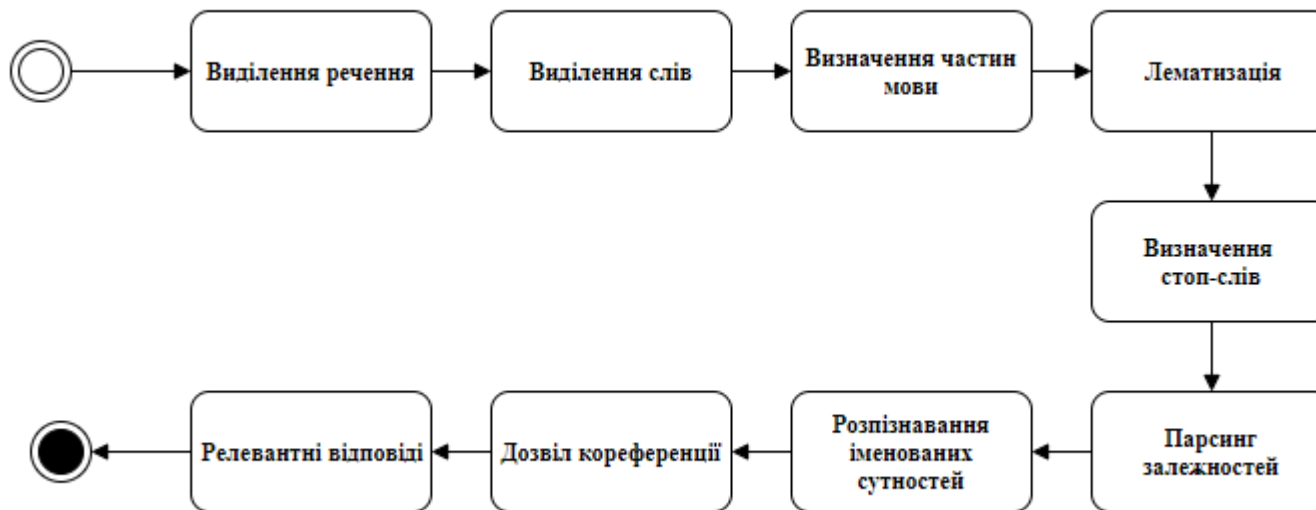 Виділення речення
Виділення слів
Визначення частин
мови
Лематизація
Визначення
стоп-слів
Парсинг
залежностей
Розпізнавання
іменованих
сутностей
Дозвіл кореференції
Релевантні відповіді